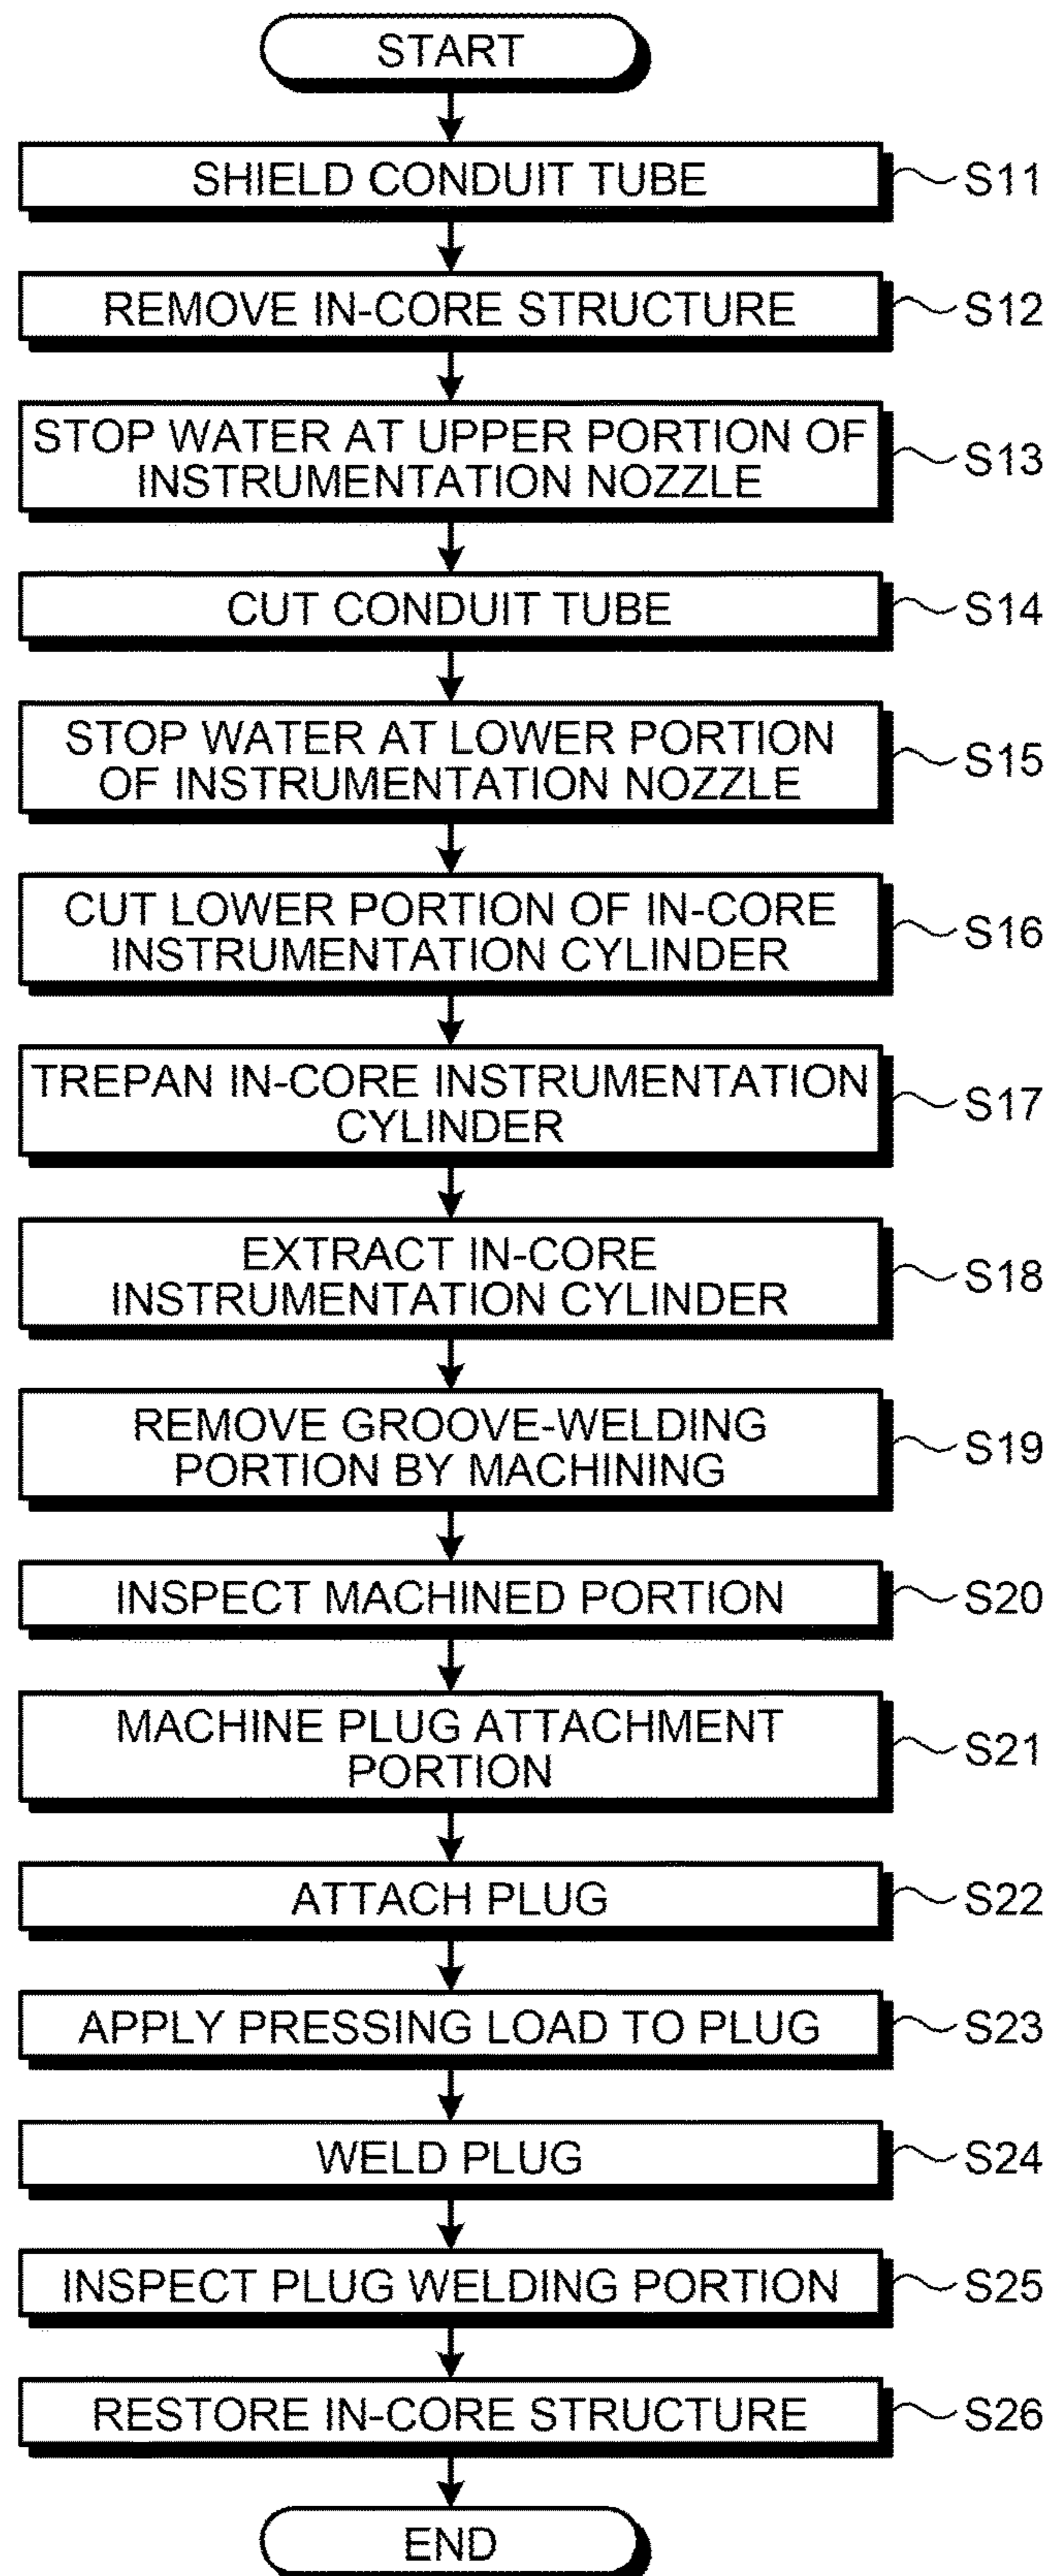 START
SHIELD CONDUIT TUBE
S11
REMOVE IN-CORE STRUCTURE
S12
STOP WATER AT UPPER PORTION OF
INSTRUMENTATION NOZZLE
S13
CUT CONDUIT TUBE
S14
STOP WATER AT LOWER PORTION
OF INSTRUMENTATION NOZZLE
S15
CUT LOWER PORTION OF IN-CORE
INSTRUMENTATION CYLINDER
S16
TREPAN IN-CORE INSTRUMENTATION
CYLINDER
S17
EXTRACT IN-CORE
INSTRUMENTATION CYLINDER
S18
REMOVE GROOVE-WELDING
PORTION BY MACHINING
S19
INSPECT MACHINED PORTION
S20
MACHINE PLUG ATTACHMENT
PORTION
S21
ATTACH PLUG
S22
APPLY PRESSING LOAD TO PLUG
S23
WELD PLUG
S24
INSPECT PLUG WELDING PORTION
S25
RESTORE IN-CORE STRUCTURE
S26
END